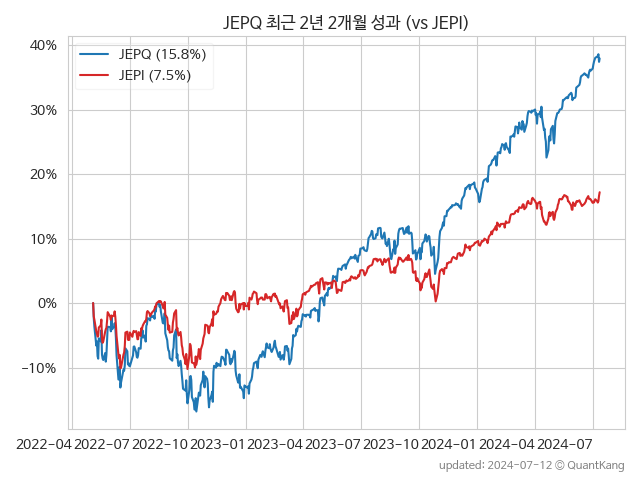 JEPQ 최근 2년 2개월 성과 (vs JEPI)
JEPQ (15.8%)
JEPI (7.5%)
40%
30%
20%
10%
0%
−10%
2022-04 2022-07 2022-10 2023-01 2023-04 2023-07 2023-10 2024-01 2024-04 2024-07
updated: 2024-07-12 © QuantKang